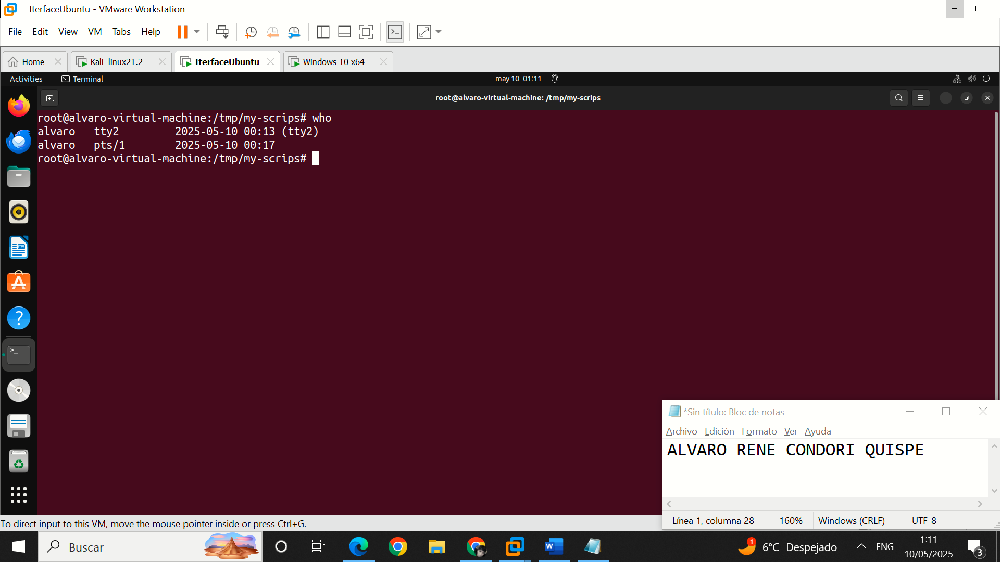 IterfaceUbuntu - VMware Workstation
File Edit View VM Tabs Help
Home Kali_linux21.2 IterfaceUbuntu Windows 10 x64
Activities Terminal may 10 01:11
root@alvaro-virtual-machine: /tmp/my-scrips
root@alvaro-virtual-machine:/tmp/my-scrips# who
alvaro tty2 2025-05-10 00:13 (tty2)
alvaro pts/1 2025-05-10 00:17
root@alvaro-virtual-machine:/tmp/my-scrips#
*Sin título: Bloc de notas
Archivo Edición Formato Ver Ayuda
ALVARO RENE CONDORI QUISPE
Línea 1, columna 28 160% Windows (CRLF) UTF-8
To direct input to this VM, move the mouse pointer inside or press Ctrl+G.
Buscar 1 6°C Despejado ENG 1:11
10/05/2025 3